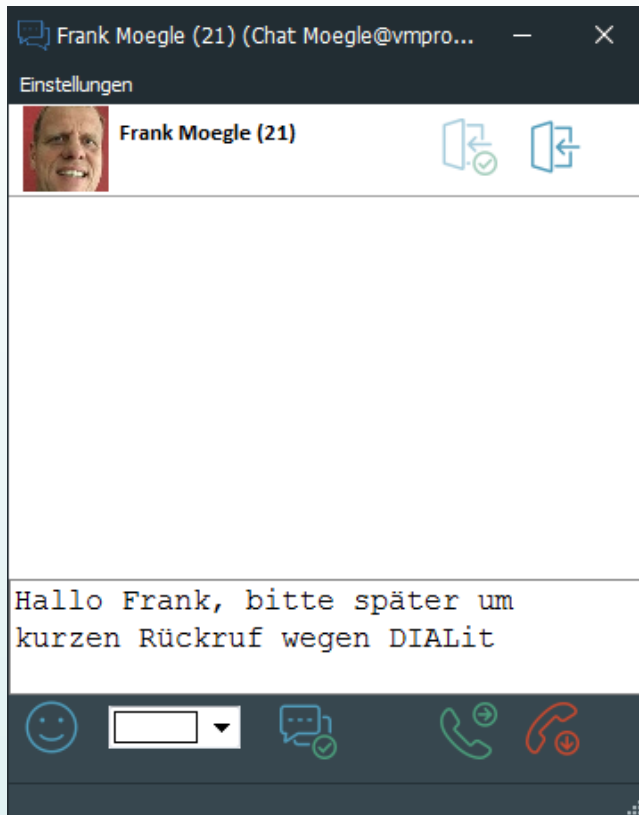 Frank Moegle (21) (Chat Moegle@vmpro...
Einstellungen
Frank Moegle (21)
Hallo Frank, bitte später um
kurzen Rückruf wegen DIALit